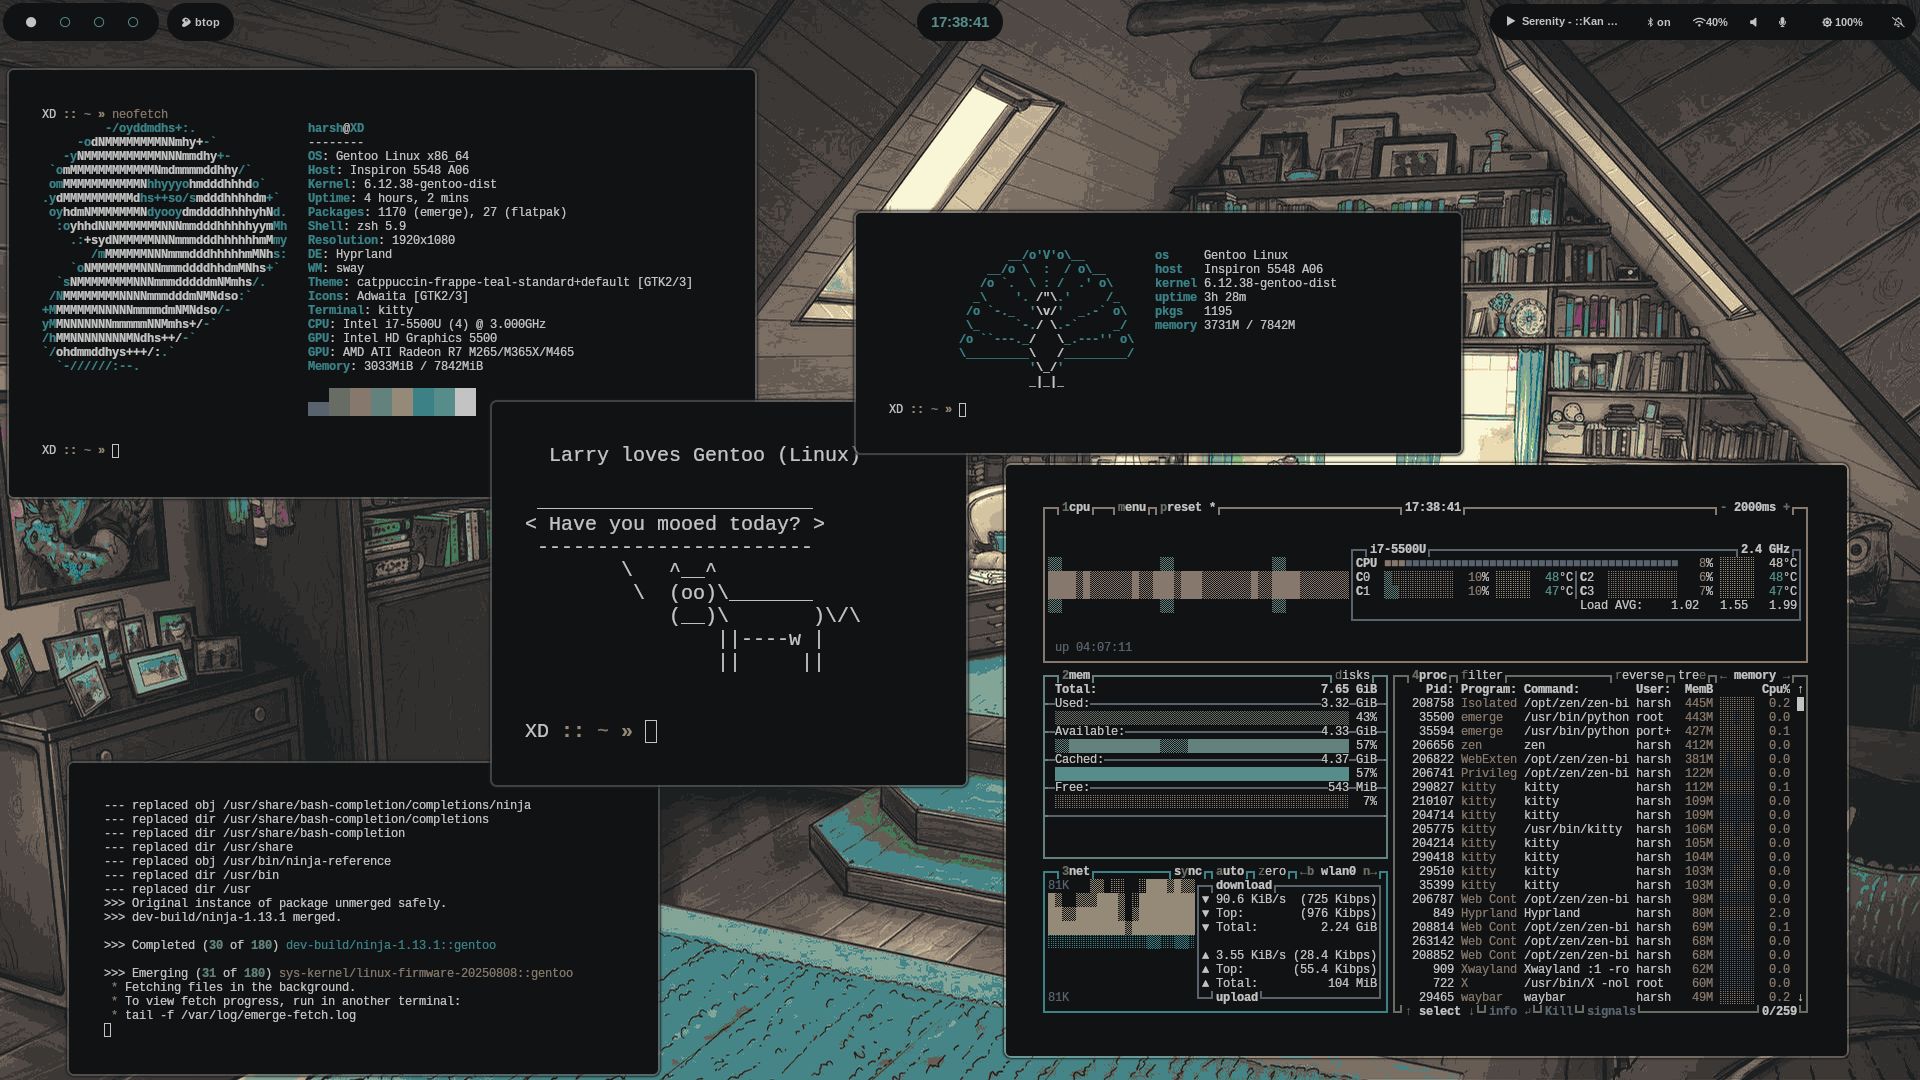 btop
17:38:41
Serenity - ::Kan ...
on
40%
100%
XD :: ~ » neofetch
harsh@XD
--------
OS: Gentoo Linux x86_64
Host: Inspiron 5548 A06
Kernel: 6.12.38-gentoo-dist
Uptime: 4 hours, 2 mins
Packages: 1170 (emerge), 27 (flatpak)
Shell: zsh 5.9
Resolution: 1920x1080
DE: Hyprland
WM: sway
Theme: catppuccin-frappe-teal-standard+default [GTK2/3]
Icons: Adwaita [GTK2/3]
Terminal: kitty
CPU: Intel i7-5500U (4) @ 3.000GHz
GPU: Intel HD Graphics 5500
GPU: AMD ATI Radeon R7 M265/M365X/M465
Memory: 3033MiB / 7842MiB
XD :: ~ »
os Gentoo Linux
host Inspiron 5548 A06
kernel 6.12.38-gentoo-dist
uptime 3h 28m
pkgs 1195
memory 3731M / 7842M
XD :: ~ »
Larry loves Gentoo (Linux)
< Have you mooed today? >
XD :: ~ »
--- replaced obj /usr/share/bash-completion/completions/ninja
--- replaced dir /usr/share/bash-completion/completions
--- replaced dir /usr/share/bash-completion
--- replaced dir /usr/share
--- replaced obj /usr/bin/ninja-reference
--- replaced dir /usr/bin
--- replaced dir /usr
>>> Original instance of package unmerged safely.
>>> dev-build/ninja-1.13.1 merged.
>>> Completed (30 of 180) dev-build/ninja-1.13.1::gentoo
>>> Emerging (31 of 180) sys-kernel/linux-firmware-20250808::gentoo
* Fetching files in the background.
* To view fetch progress, run in another terminal:
* tail -f /var/log/emerge-fetch.log
1cpu menu preset * 17:38:41 - 2000ms +
i7-5500U 2.4 GHz
CPU 8% 48°C
C0 10% 48°C C2 6% 48°C
C1 10% 47°C C3 7% 47°C
Load AVG: 1.02 1.55 1.99
up 04:07:11
2mem disks
Total: 7.65 GiB
Used: 3.32 GiB
43%
Available: 4.33 GiB
57%
Cached: 4.37 GiB
57%
Free: 543 MiB
7%
3net sync auto zero ←b wlan0 n→
81K
download
▼ 90.6 KiB/s (725 Kibps)
▼ Top: (976 Kibps)
▼ Total: 2.24 GiB
▲ 3.55 KiB/s (28.4 Kibps)
▲ Top: (55.4 Kibps)
▲ Total: 104 MiB
81K
upload
4proc filter reverse tree ← memory →
Pid: Program: Command: User: MemB Cpu% ↑
208758 Isolated /opt/zen/zen-bi harsh 445M 0.2
35500 emerge /usr/bin/python root 443M 0.0
35594 emerge /usr/bin/python port+ 427M 0.1
206656 zen zen harsh 412M 0.0
206822 WebExten /opt/zen/zen-bi harsh 381M 0.0
206741 Privileg /opt/zen/zen-bi harsh 122M 0.0
290827 kitty kitty harsh 112M 0.1
210107 kitty kitty harsh 109M 0.0
204714 kitty kitty harsh 109M 0.0
205775 kitty /usr/bin/kitty harsh 106M 0.0
204214 kitty kitty harsh 105M 0.0
290418 kitty kitty harsh 104M 0.0
29510 kitty kitty harsh 103M 0.0
35399 kitty kitty harsh 103M 0.0
206787 Web Cont /opt/zen/zen-bi harsh 98M 0.0
849 Hyprland Hyprland harsh 80M 2.0
208814 Web Cont /opt/zen/zen-bi harsh 69M 0.1
263142 Web Cont /opt/zen/zen-bi harsh 68M 0.0
208852 Web Cont /opt/zen/zen-bi harsh 68M 0.0
909 Xwayland Xwayland :1 -ro harsh 62M 0.0
722 X /usr/bin/X -nol root 60M 0.0
29465 waybar waybar harsh 49M 0.2 ↓
↑ select ↓ info ↵ Kill signals 0/259